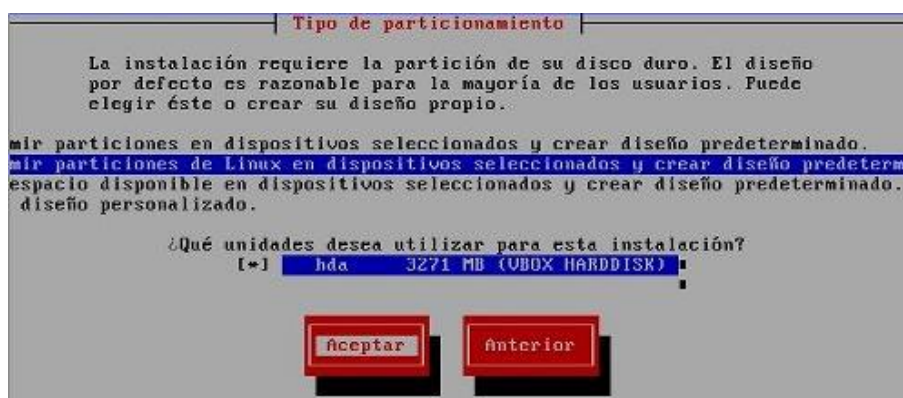 Tipo de particionamiento
La instalación requiere la partición de su disco duro. El diseño
por defecto es razonable para la mayoría de los usuarios. Puede
elegir éste o crear su diseño propio.
mir particiones en dispositivos seleccionados y crear diseño predeterminado.
mir particiones de Linux en dispositivos seleccionados y crear diseño predeterm
espacio disponible en dispositivos seleccionados y crear diseño predeterminado.
diseño personalizado.
¿Qué unidades desea utilizar para esta instalación?
[*] hda 3271 MB (VBOX HARDDISK)
Aceptar Anterior